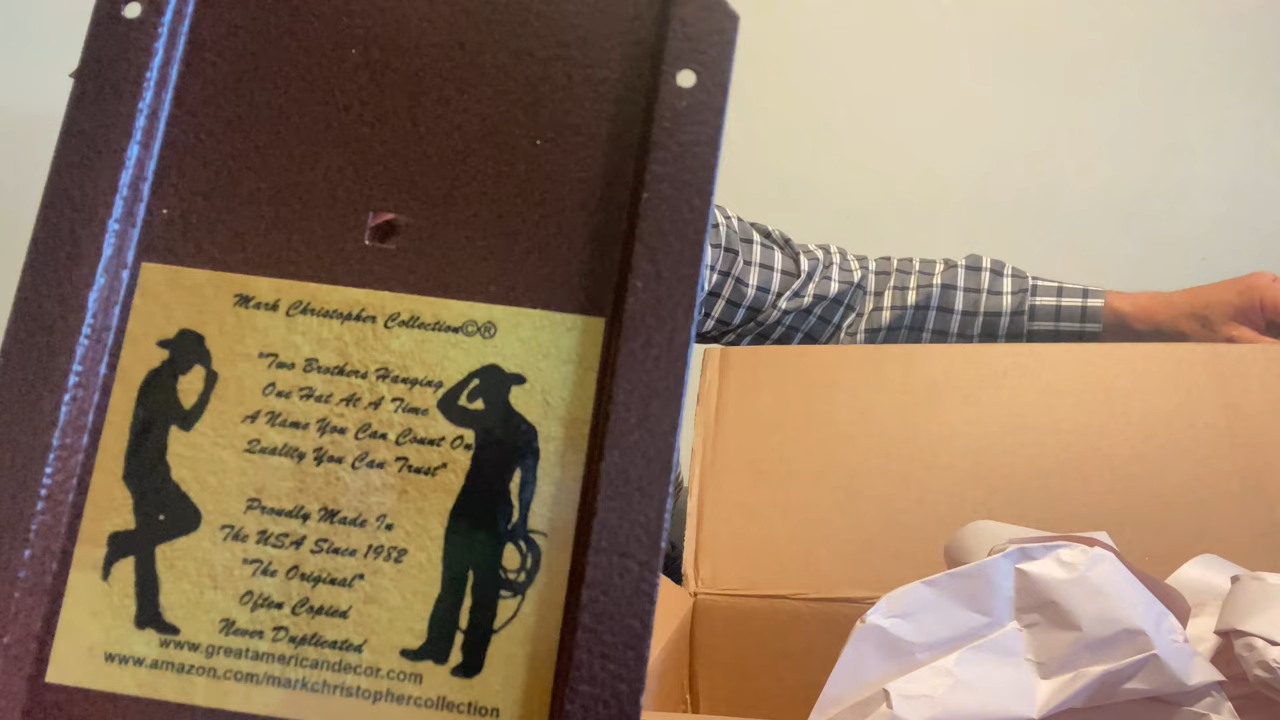 Mark Christopher Collection©®
"Two Brothers Hanging
One Hat At A Time
A Name You Can Count On
Quality You Can Trust"
Proudly Made In
The USA Since 1982
"The Original"
Often Copied
Never Duplicated
www.greatamericandecor.com
www.amazon.com/markchristophercollection